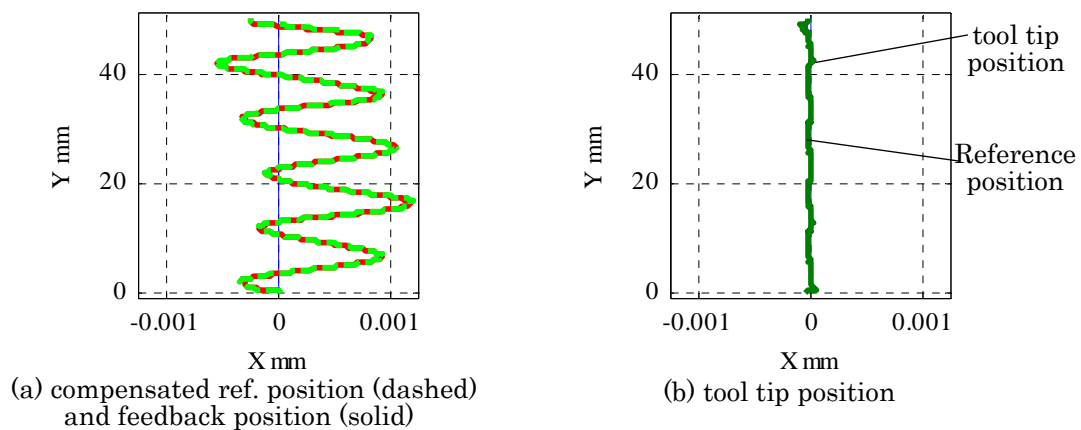 40
20
0
Y mm
-0.001
0
0.001
X mm
(a) compensated ref. position (dashed)
and feedback position (solid)
40
20
0
Y mm
-0.001
0
0.001
X mm
tool tip
position
Reference
position
(b) tool tip position